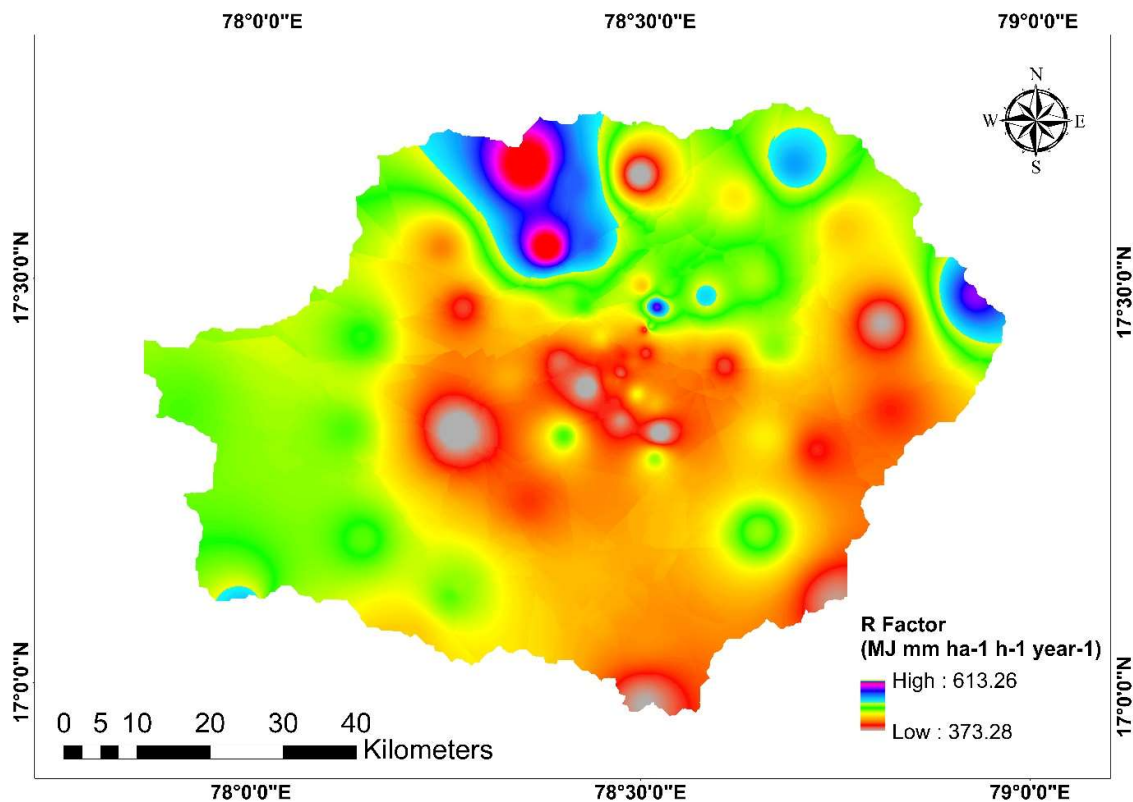 78°0'0"E 78°30'0"E 79°0'0"E
N
W E
S
17°30'0"N 17°30'0"N
R Factor
(MJ mm ha-1 h-1 year-1)
High : 613.26
Low : 373.28
17°0'0"N 17°0'0"N
0 5 10 20 30 40
Kilometers
78°0'0"E 78°30'0"E 79°0'0"E